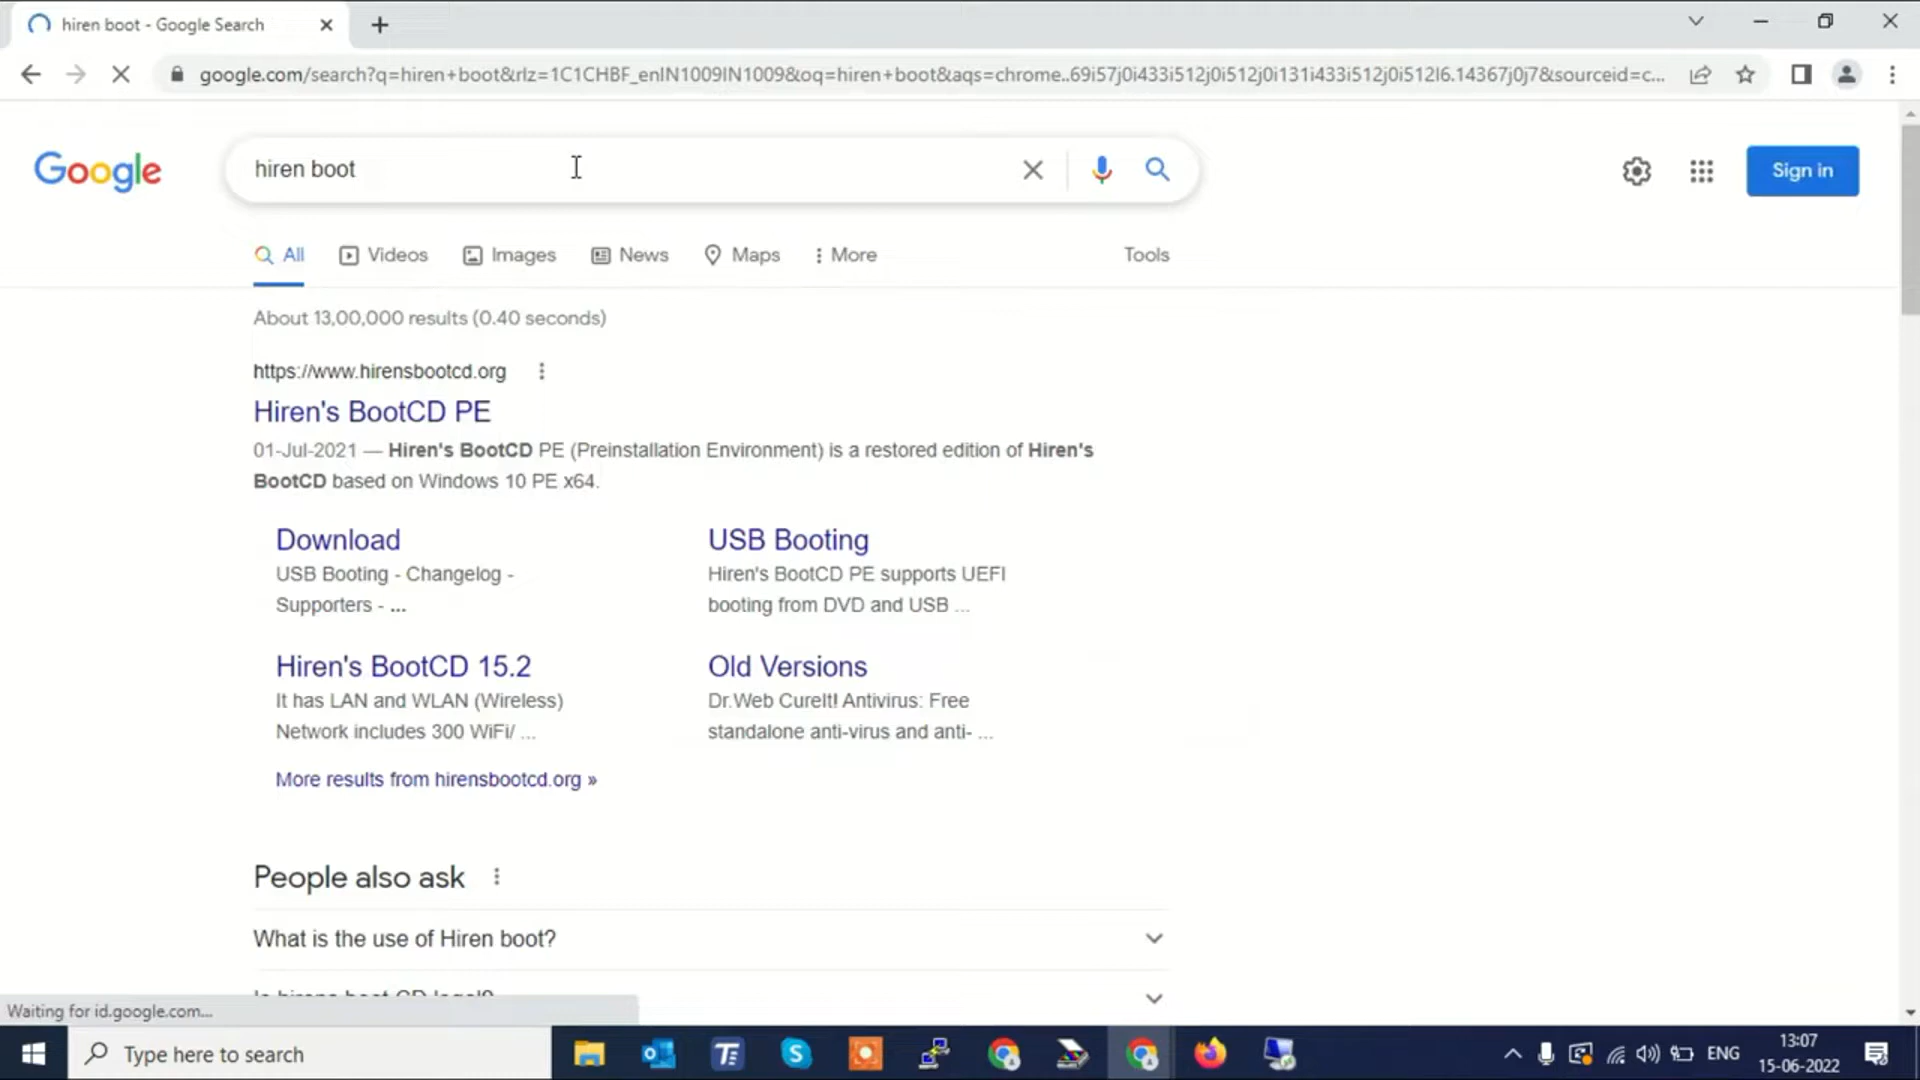 hiren boot - Google Search
google.com/search?q=hiren+boot&rlz=1C1CHBF_enIN1009IN1009&oq=hiren+boot&aqs=chrome..69i57j0i433i512j0i512j0i131i433i512j0i512l6.14367j0j7&sourceid=c...
Google
hiren boot
Sign in
All Videos Images News Maps More Tools
About 13,00,000 results (0.40 seconds)
https://www.hirensbootcd.org
Hiren's BootCD PE
01-Jul-2021 — Hiren's BootCD PE (Preinstallation Environment) is a restored edition of Hiren's
BootCD based on Windows 10 PE x64.
Download
USB Booting - Changelog -
Supporters - ...
USB Booting
Hiren's BootCD PE supports UEFI
booting from DVD and USB ...
Hiren's BootCD 15.2
It has LAN and WLAN (Wireless)
Network includes 300 WiFi/ ...
Old Versions
Dr.Web CureIt! Antivirus: Free
standalone anti-virus and anti- ...
More results from hirensbootcd.org »
People also ask
What is the use of Hiren boot?
Is hirens boot CD legal?
Waiting for id.google.com...
Type here to search
ENG
13:07
15-06-2022